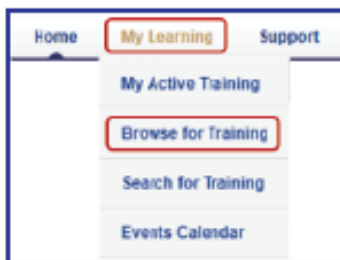 Home My Learning Support
My Active Training
Browse for Training
Search for Training
Events Calendar